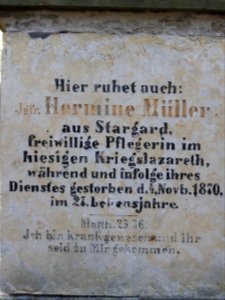 Hier ruhet auch:
Jgfr. Hermine Müller
aus Stargard,
freiwillige Pflegerin im
hiesigen Kriegslazareth,
während und infolge ihres
Dienstes gestorben d. 4. Novb. 1870,
im 23. Lebensjahre.
Matth. 25 36.
Ich bin krank gewesen und Ihr
seid zu Mir gekommen.